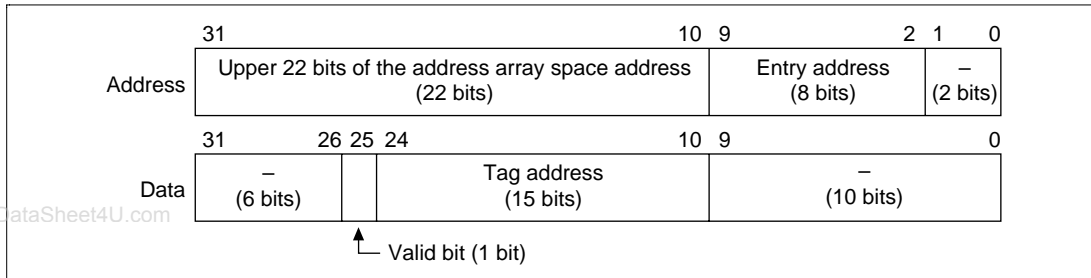 31 10 9 2 1 0
Address Upper 22 bits of the address array space address Entry address –
(22 bits) (8 bits) (2 bits)
31 26 25 24 10 9 0
Data – Tag address –
(6 bits) (15 bits) (10 bits)
DataSheet4U.com
Valid bit (1 bit)